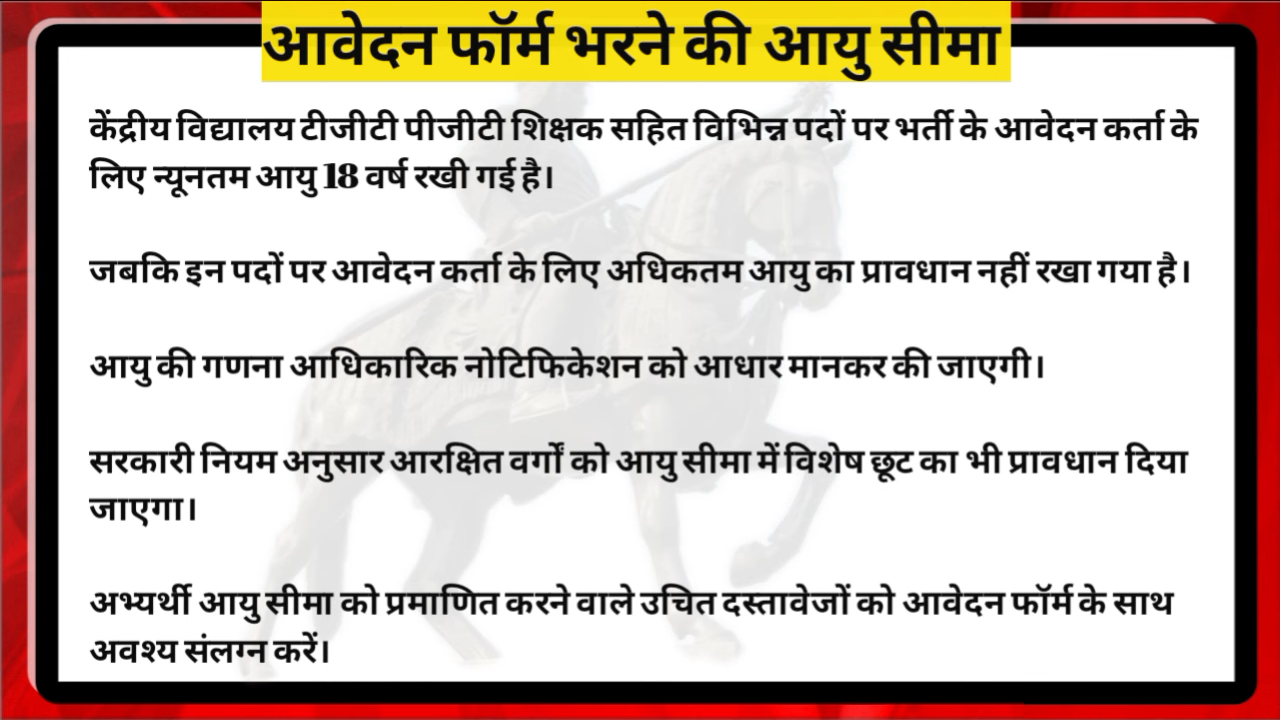 आवेदन फॉर्म भरने की आयु सीमा
केंद्रीय विद्यालय टीजीटी पीजीटी शिक्षक सहित विभिन्न पदों पर भर्ती के आवेदन कर्ता के
लिए न्यूनतम आयु 18 वर्ष रखी गई है।
जबकि इन पदों पर आवेदन कर्ता के लिए अधिकतम आयु का प्रावधान नहीं रखा गया है।
आयु की गणना आधिकारिक नोटिफिकेशन को आधार मानकर की जाएगी।
सरकारी नियम अनुसार आरक्षित वर्गों को आयु सीमा में विशेष छूट का भी प्रावधान दिया
जाएगा।
अभ्यर्थी आयु सीमा को प्रमाणित करने वाले उचित दस्तावेजों को आवेदन फॉर्म के साथ
अवश्य संलग्न करें।